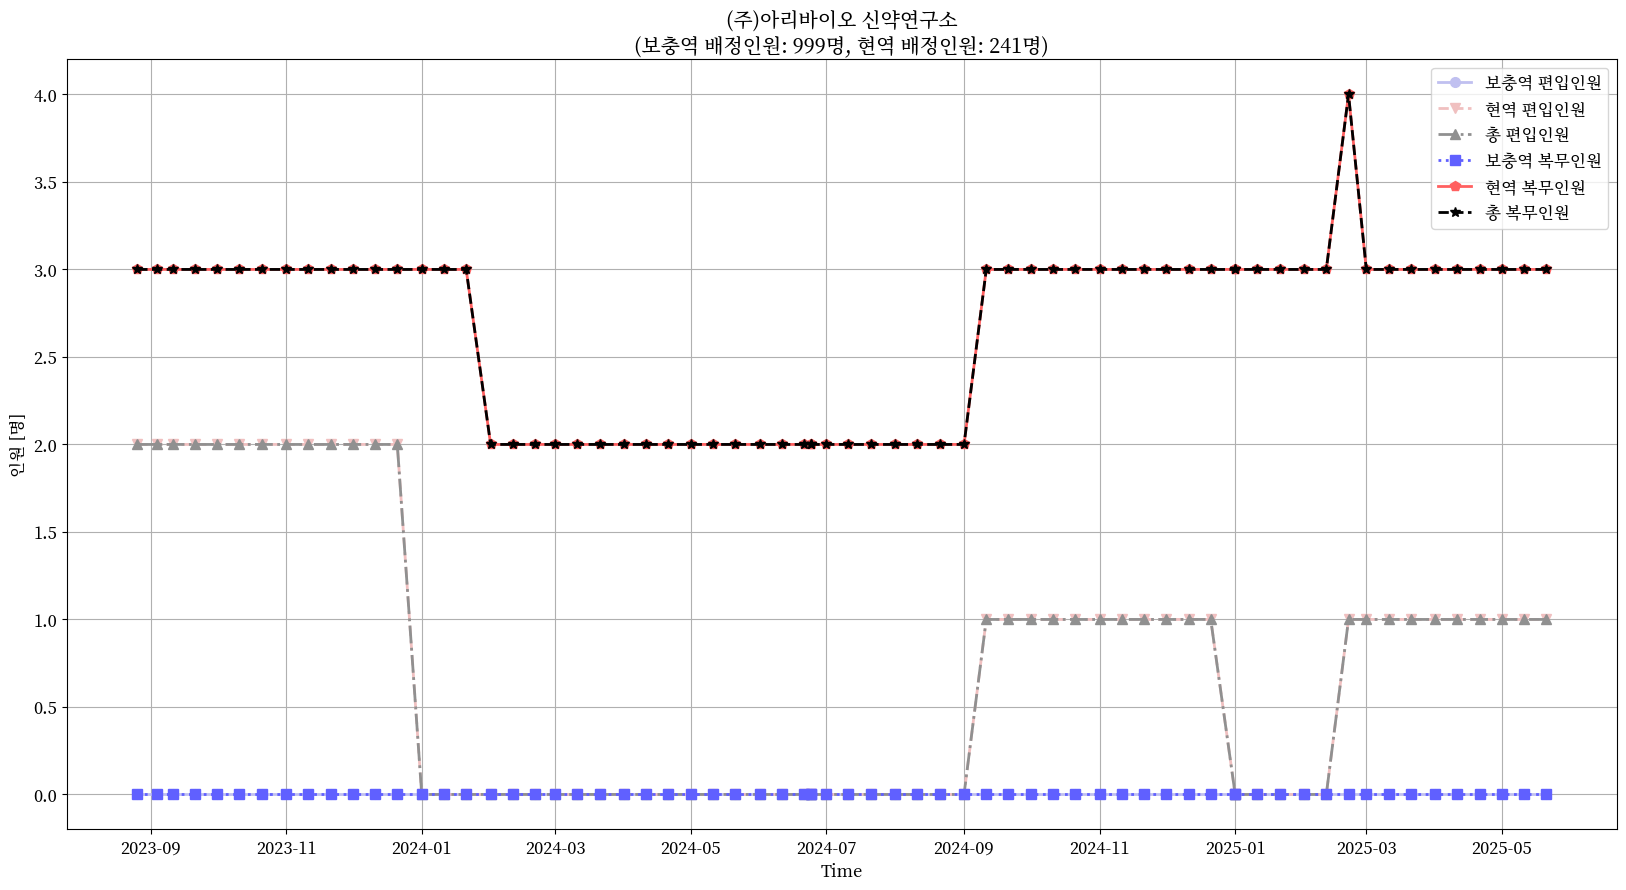 (주)아리바이오 신약연구소
(보충역 배정인원: 999명, 현역 배정인원: 241명)
보충역 편입인원
현역 편입인원
총 편입인원
보충역 복무인원
현역 복무인원
총 복무인원
4.0
3.5
3.0
2.5
2.0
1.5
1.0
0.5
0.0
인원 [명]
2023-09 2023-11 2024-01 2024-03 2024-05 2024-07 2024-09 2024-11 2025-01 2025-03 2025-05
Time